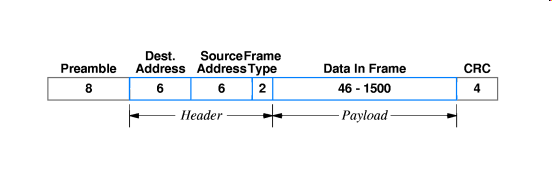 Dest. Source Frame
Preamble Address Address Type Data In Frame CRC
8 6 6 2 46 - 1500 4
Header Payload